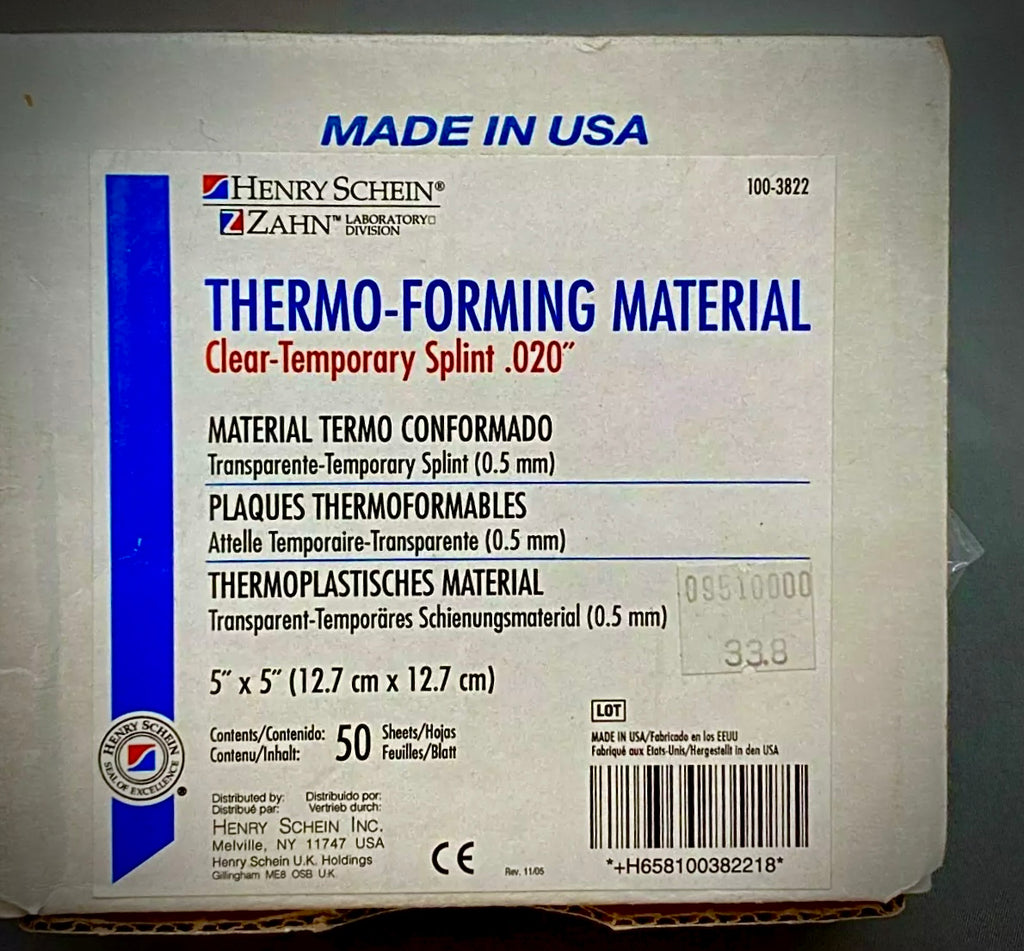 MADE IN USA
HENRY SCHEIN®
ZAHN™ LABORATORY DIVISION
100-3822
THERMO-FORMING MATERIAL
Clear-Temporary Splint .020″
MATERIAL TERMO CONFORMADO
Transparente-Temporary Splint (0.5 mm)
PLAQUES THERMOFORMABLES
Attelle Temporaire-Transparente (0.5 mm)
THERMOPLASTISCHES MATERIAL
Transparent-Temporäres Schienungsmaterial (0.5 mm)
09510000
33.8
5″ x 5″ (12.7 cm x 12.7 cm)
Contents/Contenido: 50 Sheets/Hojas
Contenu/Inhalt: Feuilles/Blatt
LOT
MADE IN USA/Fabricado en los EEUU
Fabriqué aux Etats-Unis/Hergestellt in den USA
HENRY SCHEIN
SEAL OF EXCELLENCE
®
Distributed by: Distribuido por:
Distribué par: Vertrieb durch:
HENRY SCHEIN INC.
Melville, NY 11747 USA
Henry Schein U.K. Holdings
Gillingham ME8 OSB U.K.
CE
Rev. 11/05
*+H658100382218*